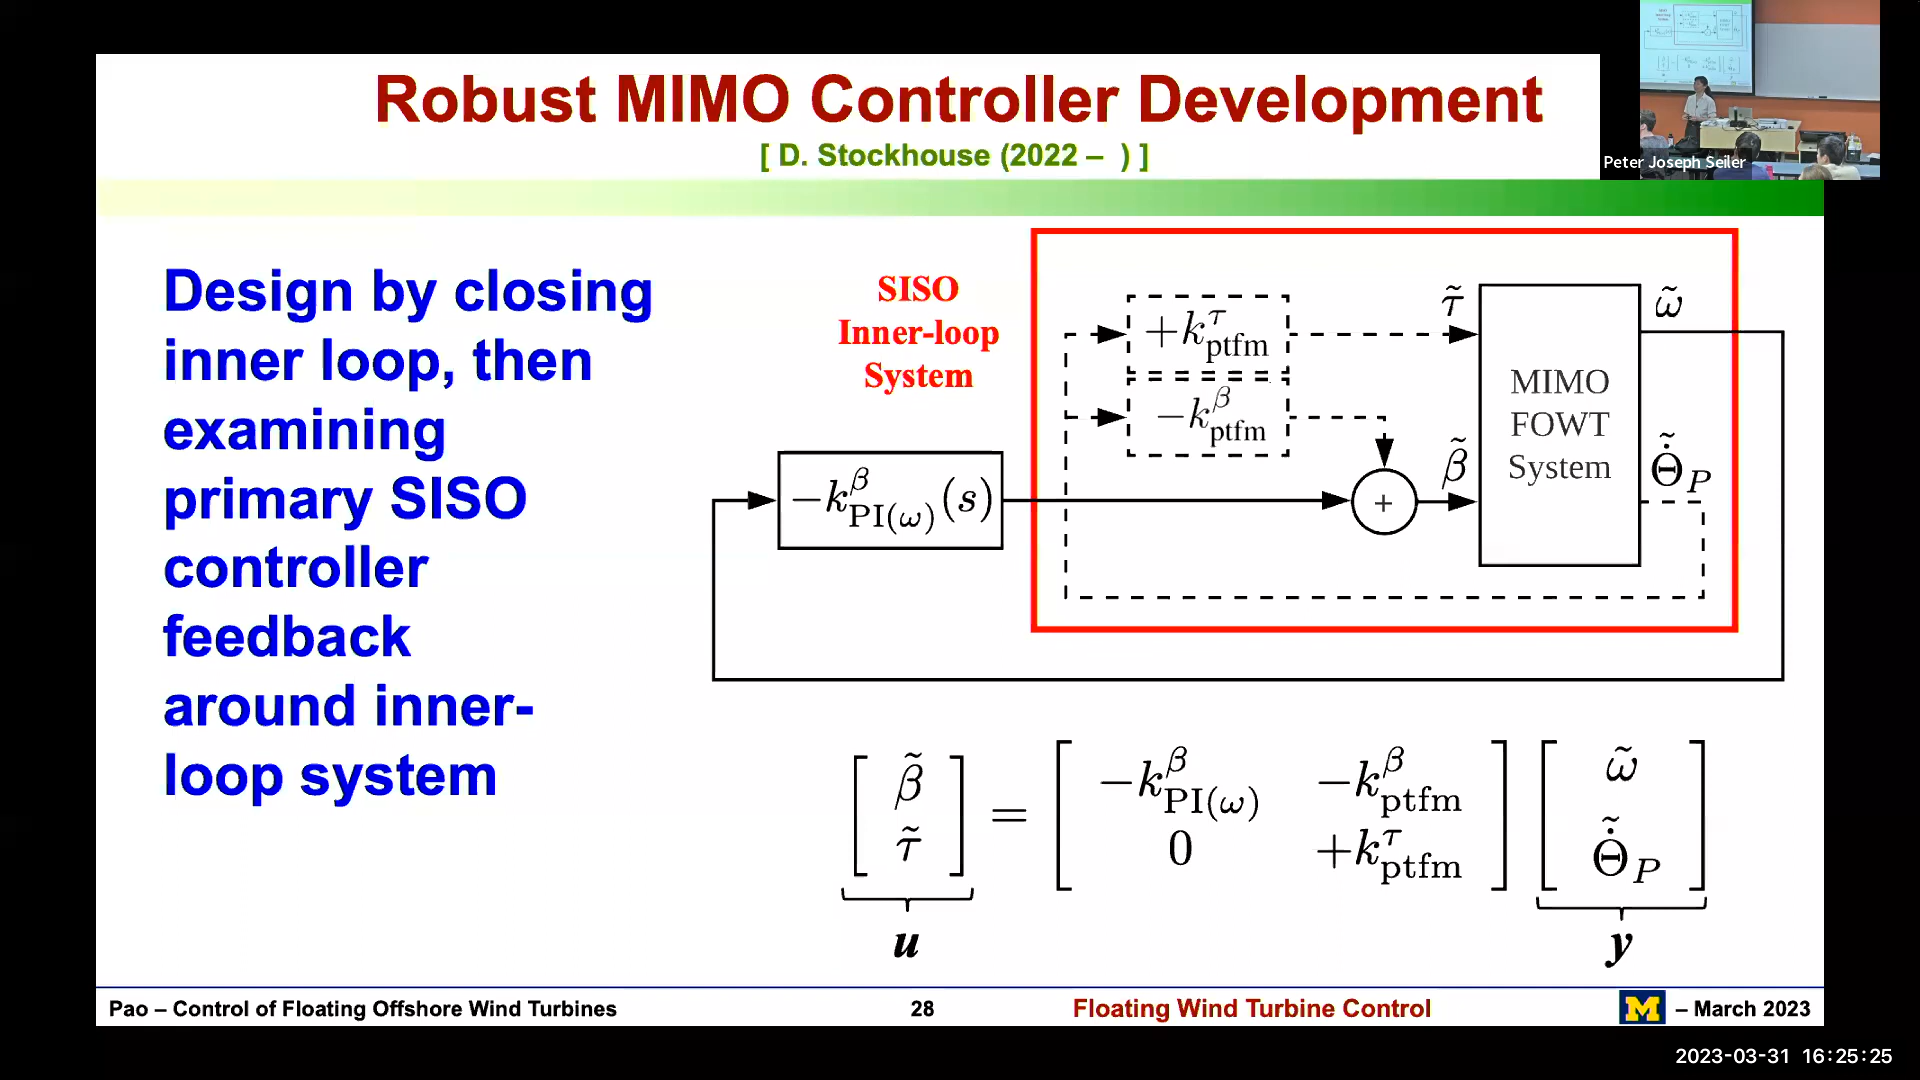 Robust MIMO Controller Development
[ D. Stockhouse (2022 – ) ]
Peter Joseph Seiler
Design by closing
inner loop, then
examining
primary SISO
controller
feedback
around inner-
loop system
SISO
Inner-loop
System
+k^τ_ptfm
−k^β_ptfm
−k^β_PI(ω)(s)
+
τ̃
β̃
MIMO
FOWT
System
ω̃
Θ̇̃_P
[ β̃ τ̃ ] = [ −k^β_PI(ω) −k^β_ptfm 0 +k^τ_ptfm ] [ ω̃ Θ̇̃_P ]
u
y
Pao – Control of Floating Offshore Wind Turbines
28
Floating Wind Turbine Control
M – March 2023
2023-03-31 16:25:25